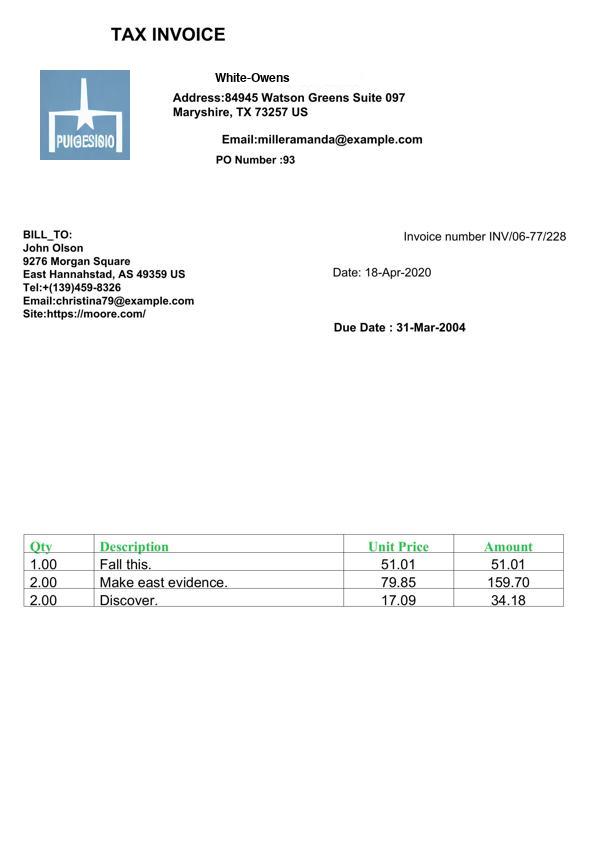 TAX INVOICE
PUIGESIBIO
White-Owens
Address:84945 Watson Greens Suite 097
Maryshire, TX 73257 US
Email:milleramanda@example.com
PO Number :93
BILL_TO:
John Olson
9276 Morgan Square
East Hannahstad, AS 49359 US
Tel:+(139)459-8326
Email:christina79@example.com
Site:https://moore.com/
Invoice number INV/06-77/228
Date: 18-Apr-2020
Due Date : 31-Mar-2004
Qty Description Unit Price Amount
1.00 Fall this. 51.01 51.01
2.00 Make east evidence. 79.85 159.70
2.00 Discover. 17.09 34.18